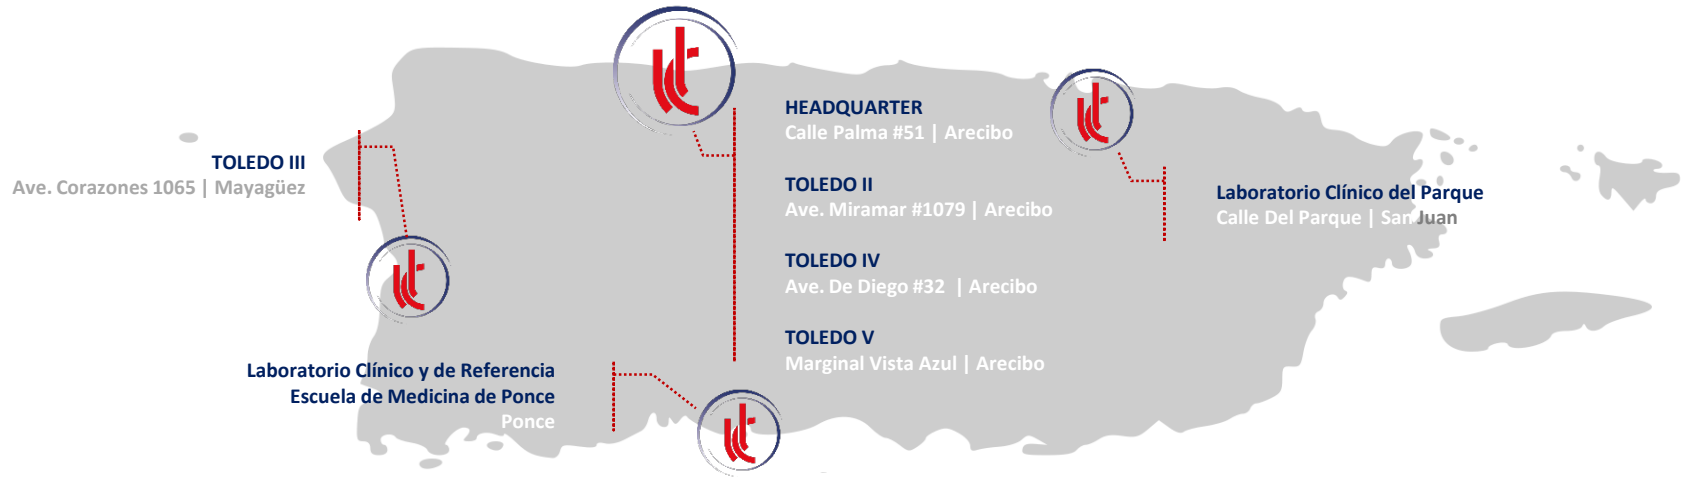 HEADQUARTER
Calle Palma #51 | Arecibo
TOLEDO II
Ave. Miramar #1079 | Arecibo
TOLEDO IV
Ave. De Diego #32 | Arecibo
TOLEDO V
Marginal Vista Azul | Arecibo
TOLEDO III
Ave. Corazones 1065 | Mayagüez
Laboratorio Clínico del Parque
Calle Del Parque | San Juan
Laboratorio Clínico y de Referencia
Escuela de Medicina de Ponce
Ponce